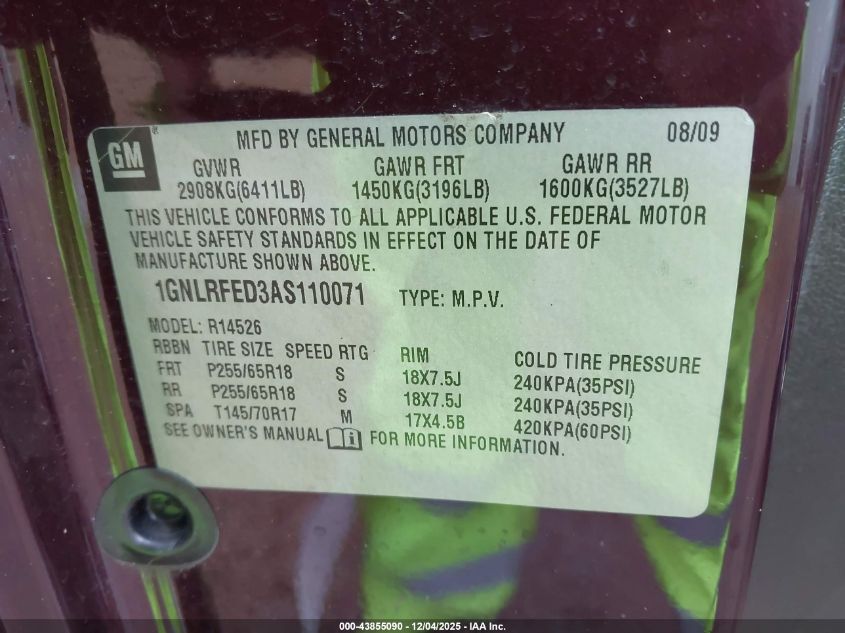 GM ® MFD BY GENERAL MOTORS COMPANY 08/09
GVWR GAWR FRT GAWR RR
2908KG(6411LB) 1450KG(3196LB) 1600KG(3527LB)
THIS VEHICLE CONFORMS TO ALL APPLICABLE U.S. FEDERAL MOTOR
VEHICLE SAFETY STANDARDS IN EFFECT ON THE DATE OF
MANUFACTURE SHOWN ABOVE.
1GNLRFED3AS110071 TYPE: M.P.V.
MODEL: R14526
RBBN TIRE SIZE SPEED RTG RIM COLD TIRE PRESSURE
FRT P255/65R18 S 18X7.5J 240KPA(35PSI)
RR P255/65R18 S 18X7.5J 240KPA(35PSI)
SPA T145/70R17 M 17X4.5B 420KPA(60PSI)
SEE OWNER'S MANUAL i FOR MORE INFORMATION.
000-43855090 - 12/04/2025 - IAA Inc.